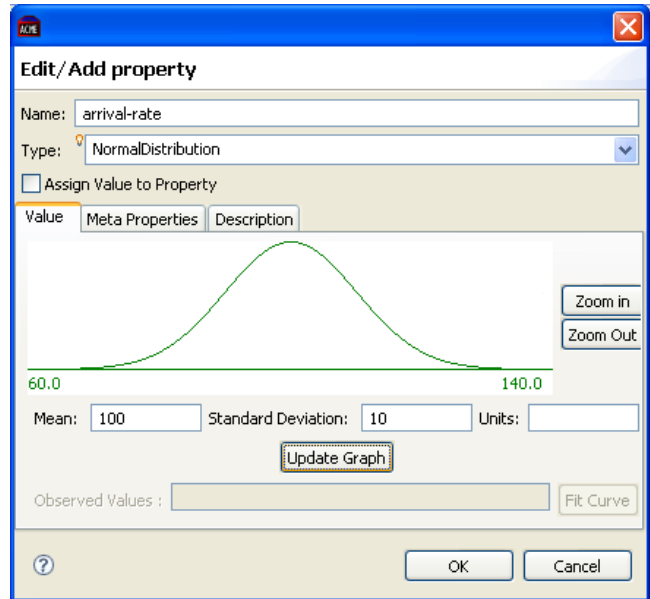 ACME
Edit/Add property
Name: arrival-rate
Type: NormalDistribution
Assign Value to Property
Value Meta Properties Description
Zoom in
Zoom Out
60.0 140.0
Mean: 100 Standard Deviation: 10 Units:
Update Graph
Observed Values : Fit Curve
? OK Cancel